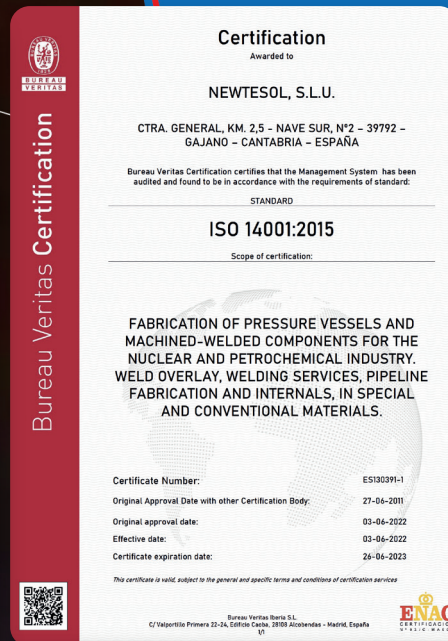 BUREAU
VERITAS
Bureau Veritas Certification
Certification
Awarded to
NEWTESOL, S.L.U.
CTRA. GENERAL, KM. 2,5 - NAVE SUR, Nº2 – 39792 –
GAJANO – CANTABRIA – ESPAÑA
Bureau Veritas Certification certifies that the Management System has been
audited and found to be in accordance with the requirements of standard:
STANDARD
ISO 14001:2015
Scope of certification:
FABRICATION OF PRESSURE VESSELS AND
MACHINED-WELDED COMPONENTS FOR THE
NUCLEAR AND PETROCHEMICAL INDUSTRY.
WELD OVERLAY, WELDING SERVICES, PIPELINE
FABRICATION AND INTERNALS, IN SPECIAL
AND CONVENTIONAL MATERIALS.
Certificate Number: ES130391-1
Original Approval Date with other Certification Body: 27-06-2011
Original approval date: 03-06-2022
Effective date: 03-06-2022
Certificate expiration date: 26-06-2023
This certificate is valid, subject to the general and specific terms and conditions of certification services
Bureau Veritas Iberia S.L.
C/ Valportillo Primera 22-24, Edificio Caoba, 28108 Alcobendas – Madrid, España
1/1
ENAC